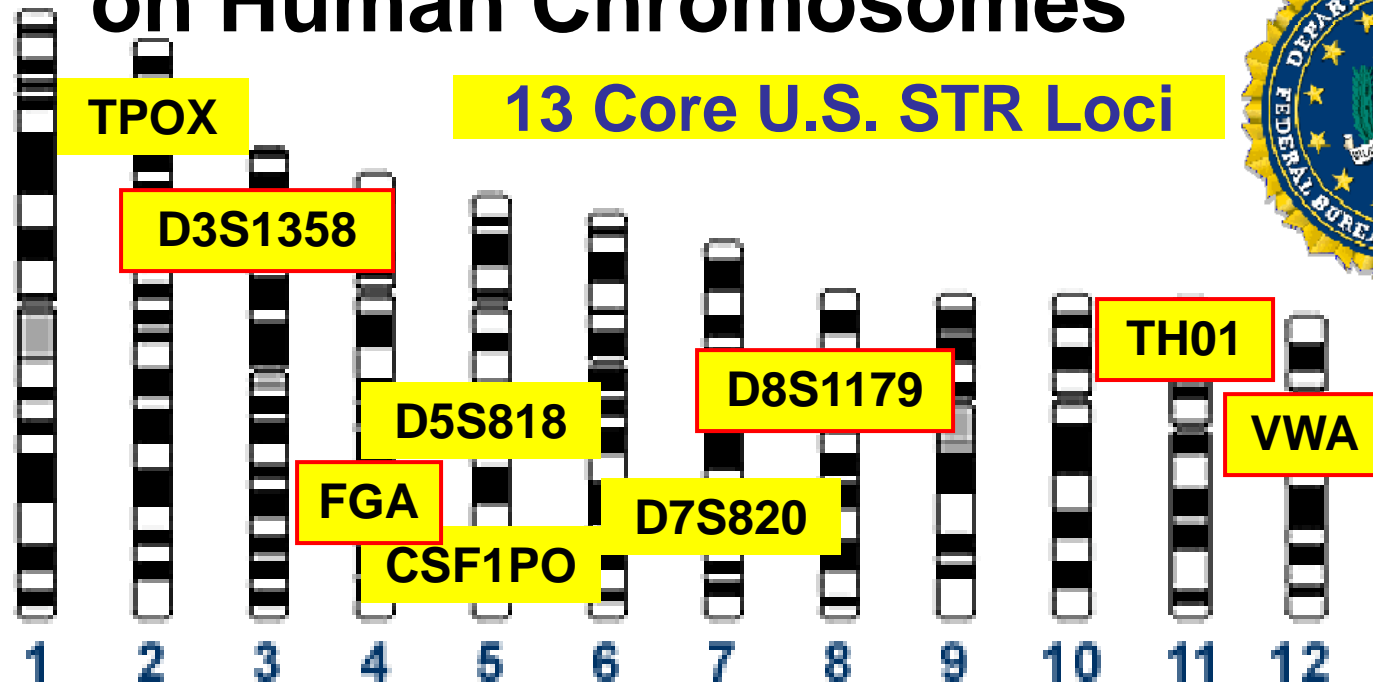 on Human Chromosomes
13 Core U.S. STR Loci
TPOX
D3S1358
TH01
D8S1179
D5S818
VWA
FGA
D7S820
CSF1PO
1 2 3 4 5 6 7 8 9 10 11 12
FEDERAL